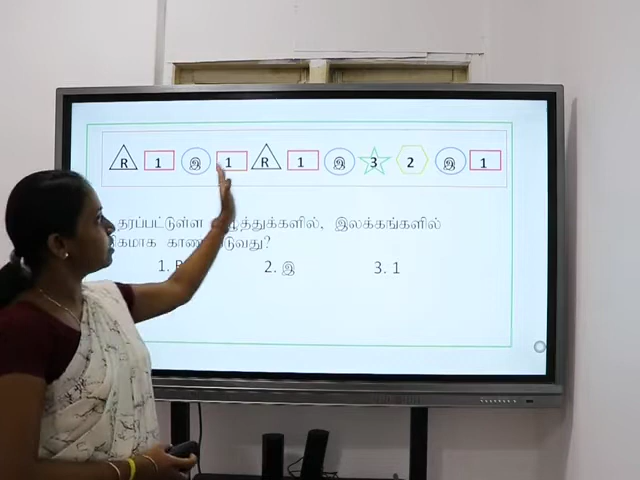 R 1 இ 1 R 1 இ 3 2 இ 1
தரப்பட்டுள்ள எழுத்துக்களில், இலக்கங்களில்
காணப்படுவது?
1. R 2. இ 3. 1